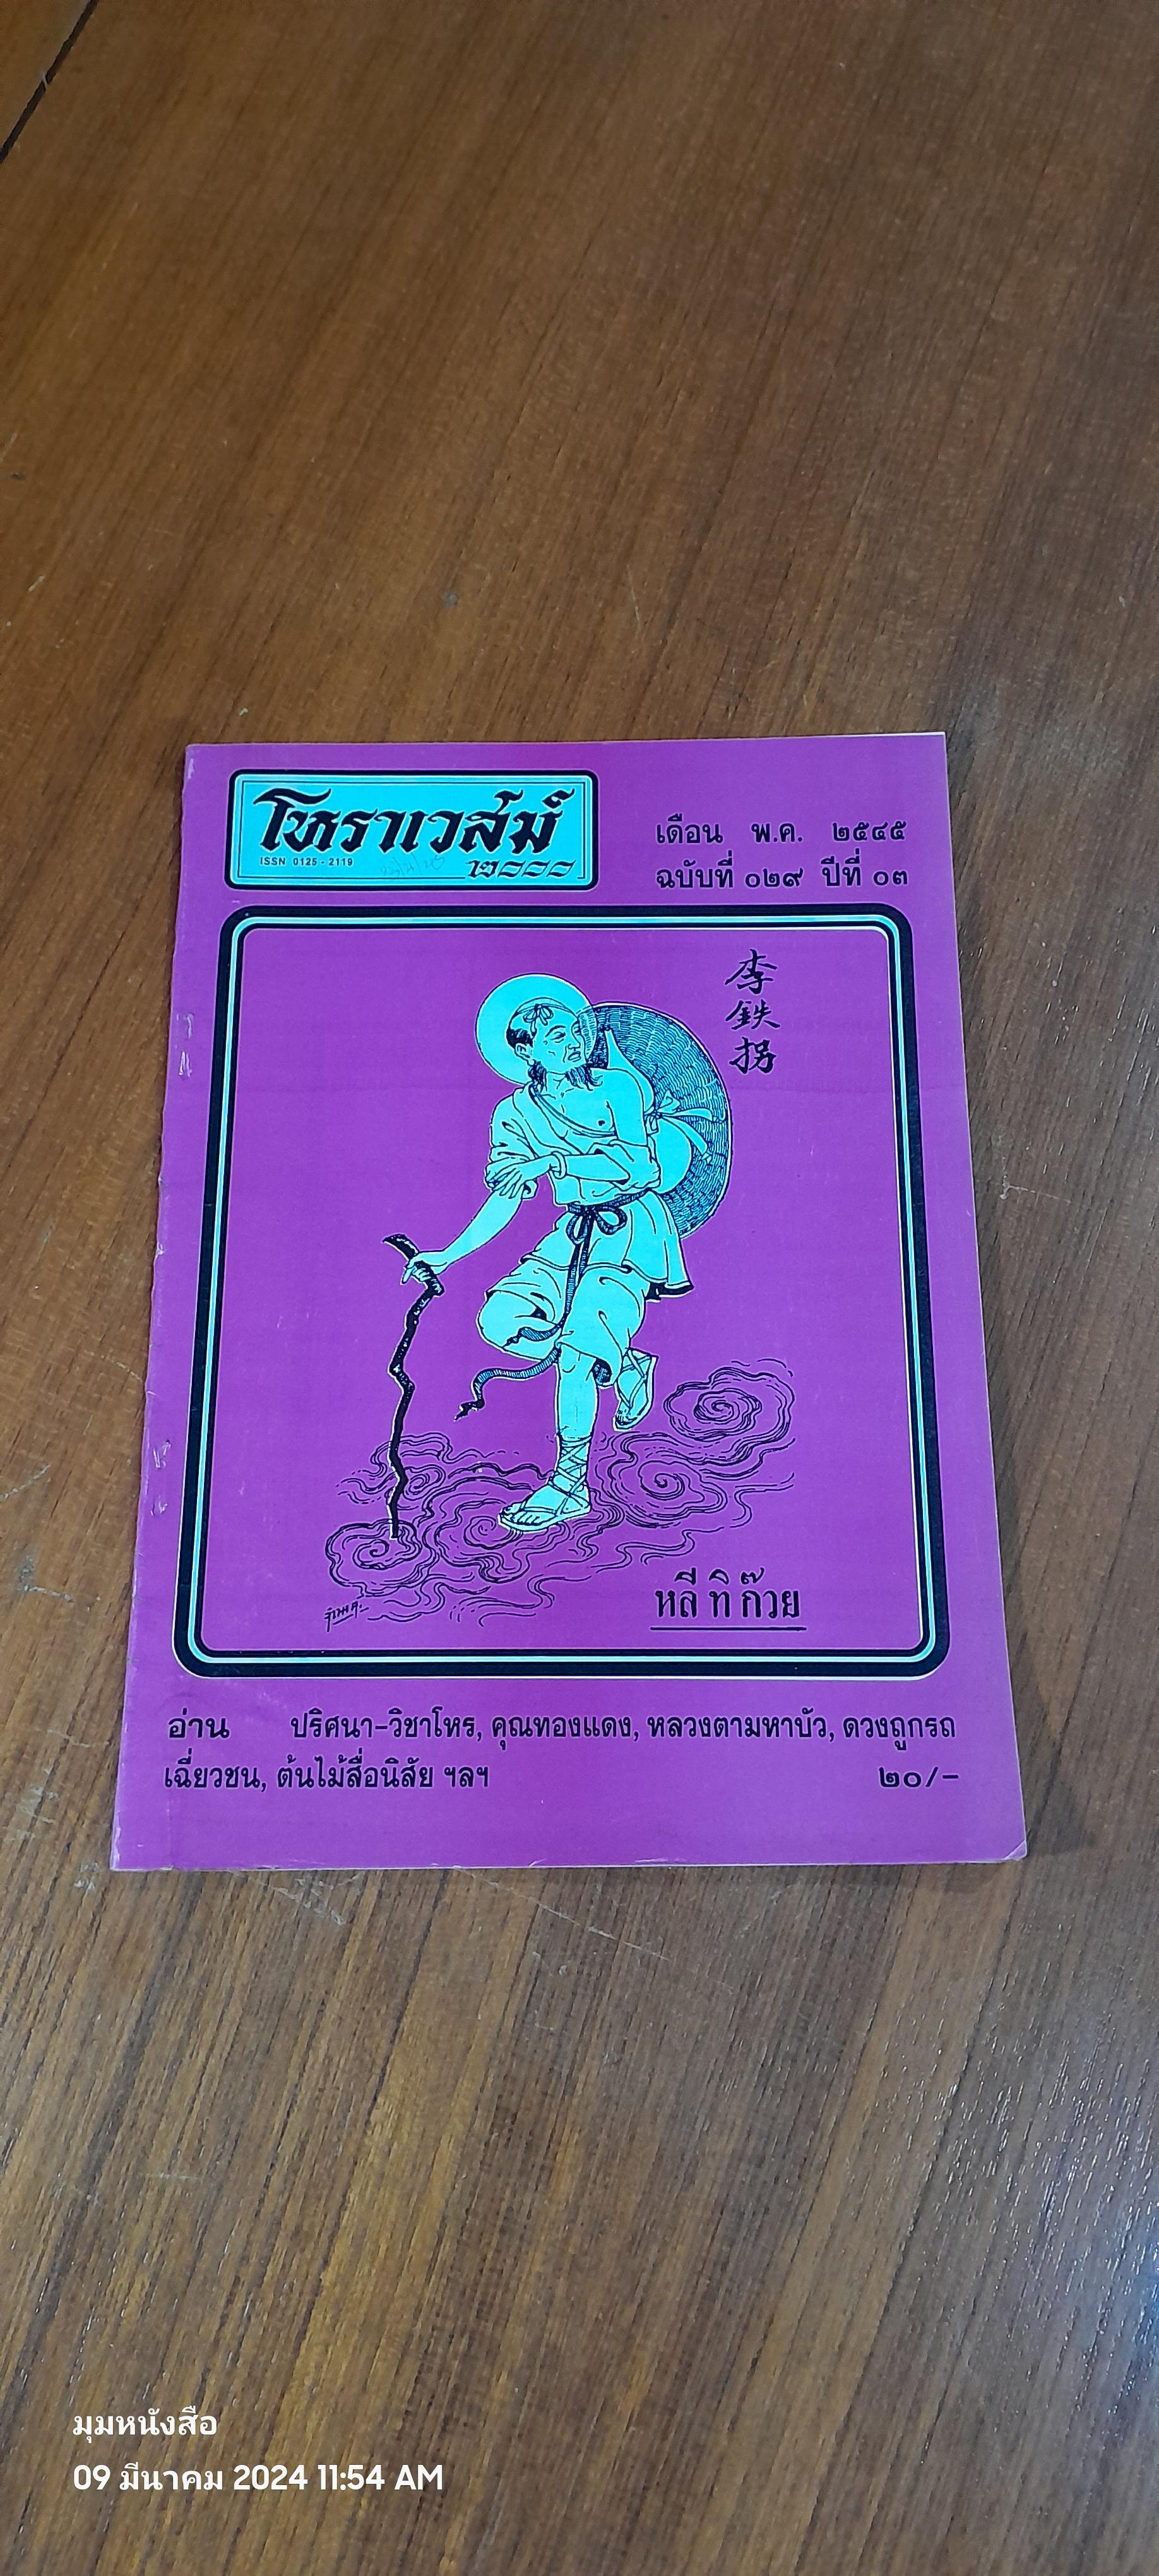 โหราเวสม์
ISSN 0125 - 2119
๒๐๐๐
เดือน พ.ค. ๒๕๔๕
ฉบับที่ ๐๒๙ ปีที่ ๐๓
李
鉄
拐
หลี ทิ ก๊วย
อ่าน ปริศนา-วิชาโหร, คุณทองแดง, หลวงตามหาบัว, ดวงถูกรถ
เฉี่ยวชน, ต้นไม้สื่อนิสัย ฯลฯ ๒๐/-
มุมหนังสือ
09 มีนาคม 2024 11:54 AM